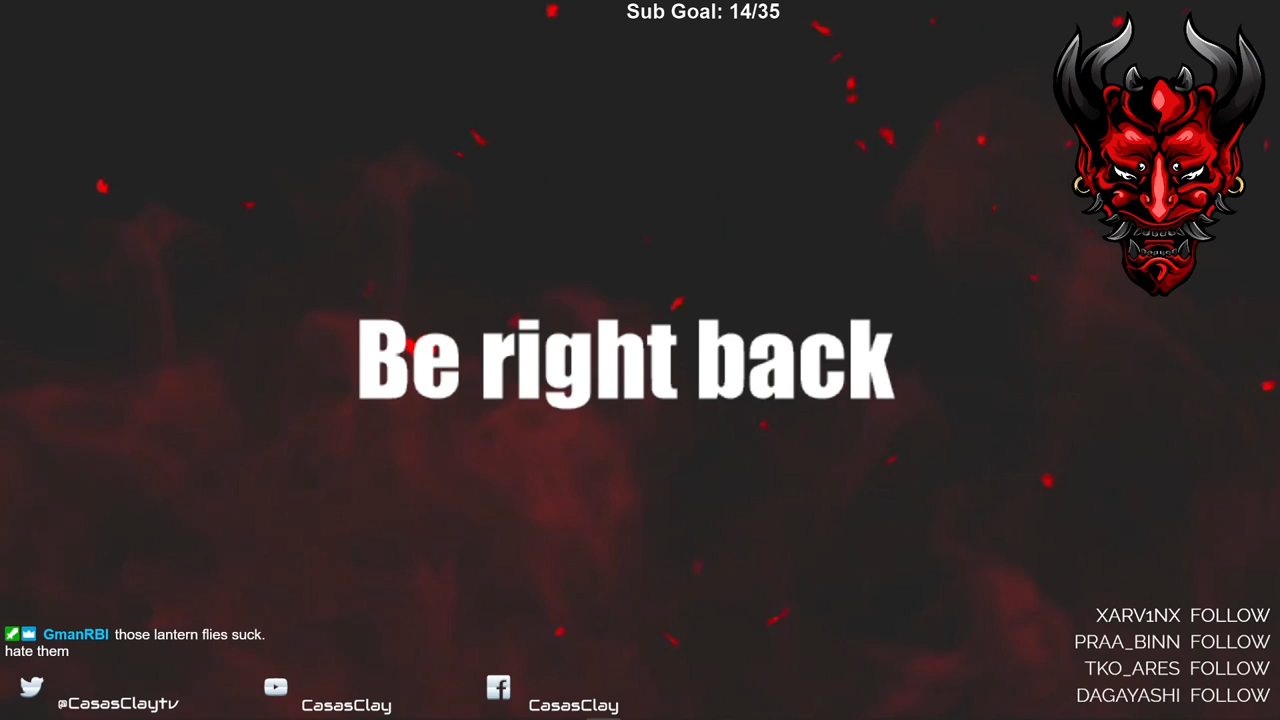 Sub Goal: 14/35
Be right back
GmanRBI those lantern flies suck.
hate them
XARV1NX FOLLOW
PRAA_BINN FOLLOW
TKO_ARES FOLLOW
DAGAYASHI FOLLOW
@CasasClaytv
CasasClay
CasasClay